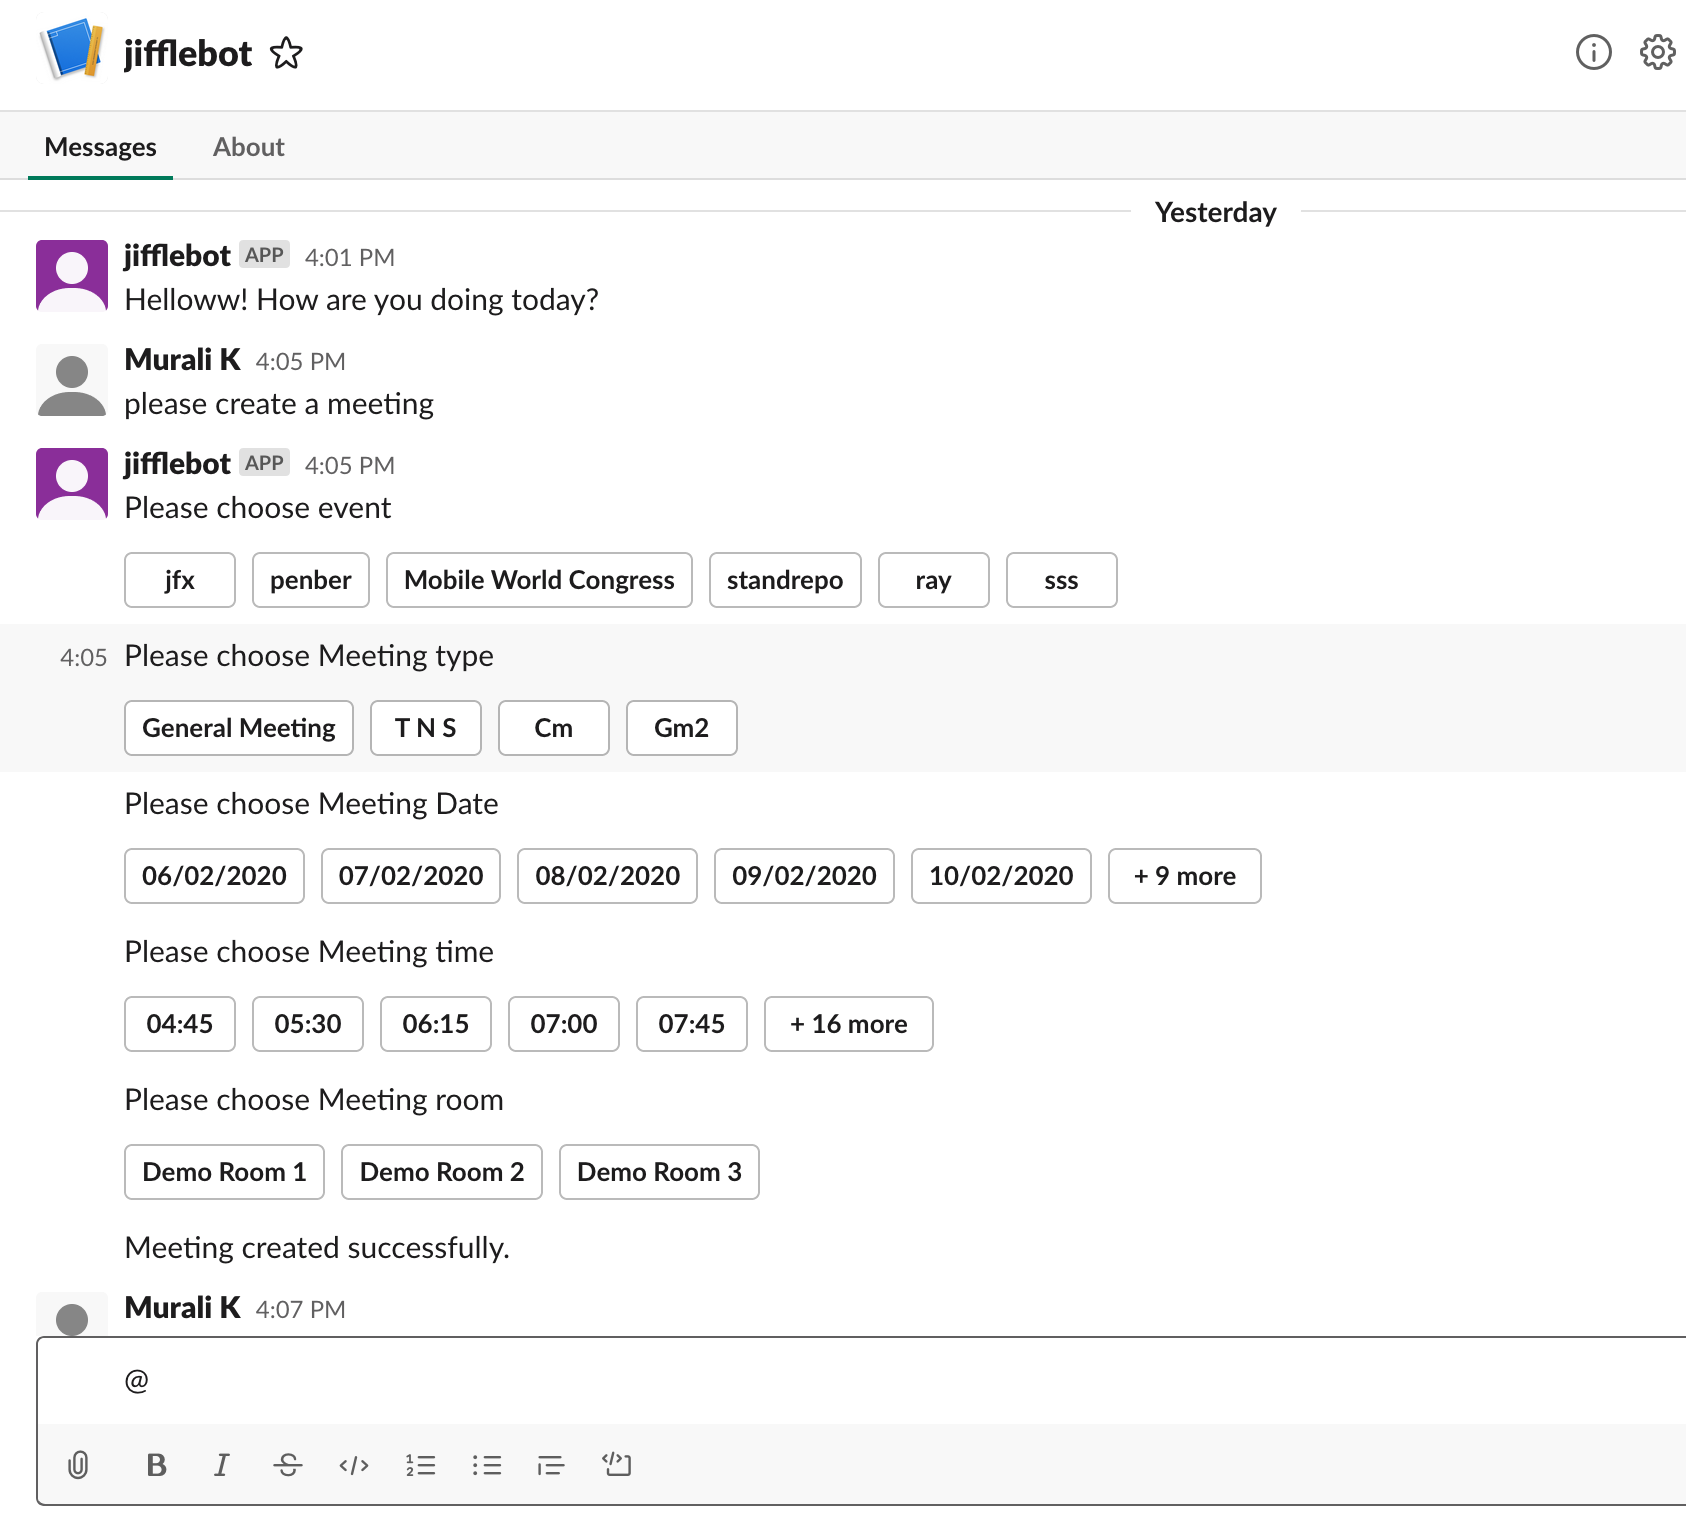 jifflebot
Messages About
Yesterday
jifflebot APP 4:01 PM
Helloww! How are you doing today?
Murali K 4:05 PM
please create a meeting
jifflebot APP 4:05 PM
Please choose event
jfx penber Mobile World Congress standrepo ray sss
4:05 Please choose Meeting type
General Meeting T N S Cm Gm2
Please choose Meeting Date
06/02/2020 07/02/2020 08/02/2020 09/02/2020 10/02/2020 + 9 more
Please choose Meeting time
04:45 05:30 06:15 07:00 07:45 + 16 more
Please choose Meeting room
Demo Room 1 Demo Room 2 Demo Room 3
Meeting created successfully.
Murali K 4:07 PM
@